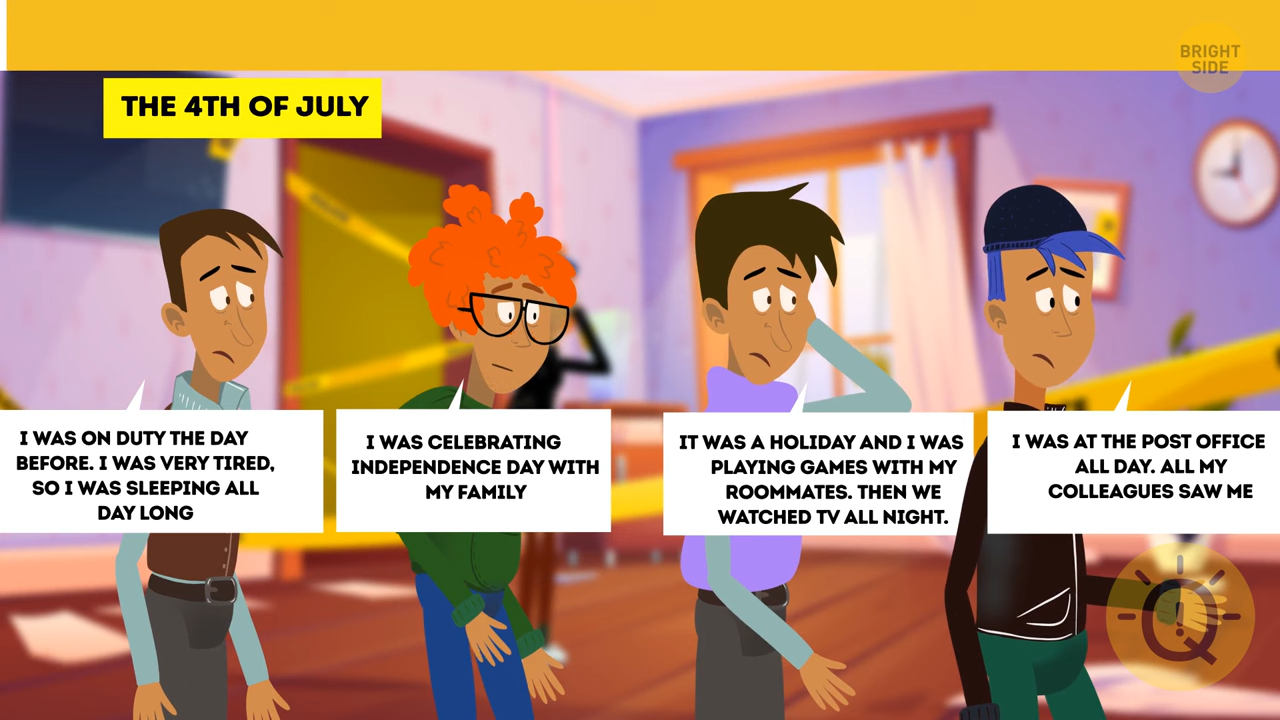 BRIGHT
SIDE
THE 4TH OF JULY
I WAS ON DUTY THE DAY
BEFORE. I WAS VERY TIRED,
SO I WAS SLEEPING ALL
DAY LONG
I WAS CELEBRATING
INDEPENDENCE DAY WITH
MY FAMILY
IT WAS A HOLIDAY AND I WAS
PLAYING GAMES WITH MY
ROOMMATES. THEN WE
WATCHED TV ALL NIGHT.
I WAS AT THE POST OFFICE
ALL DAY. ALL MY
COLLEAGUES SAW ME
Q